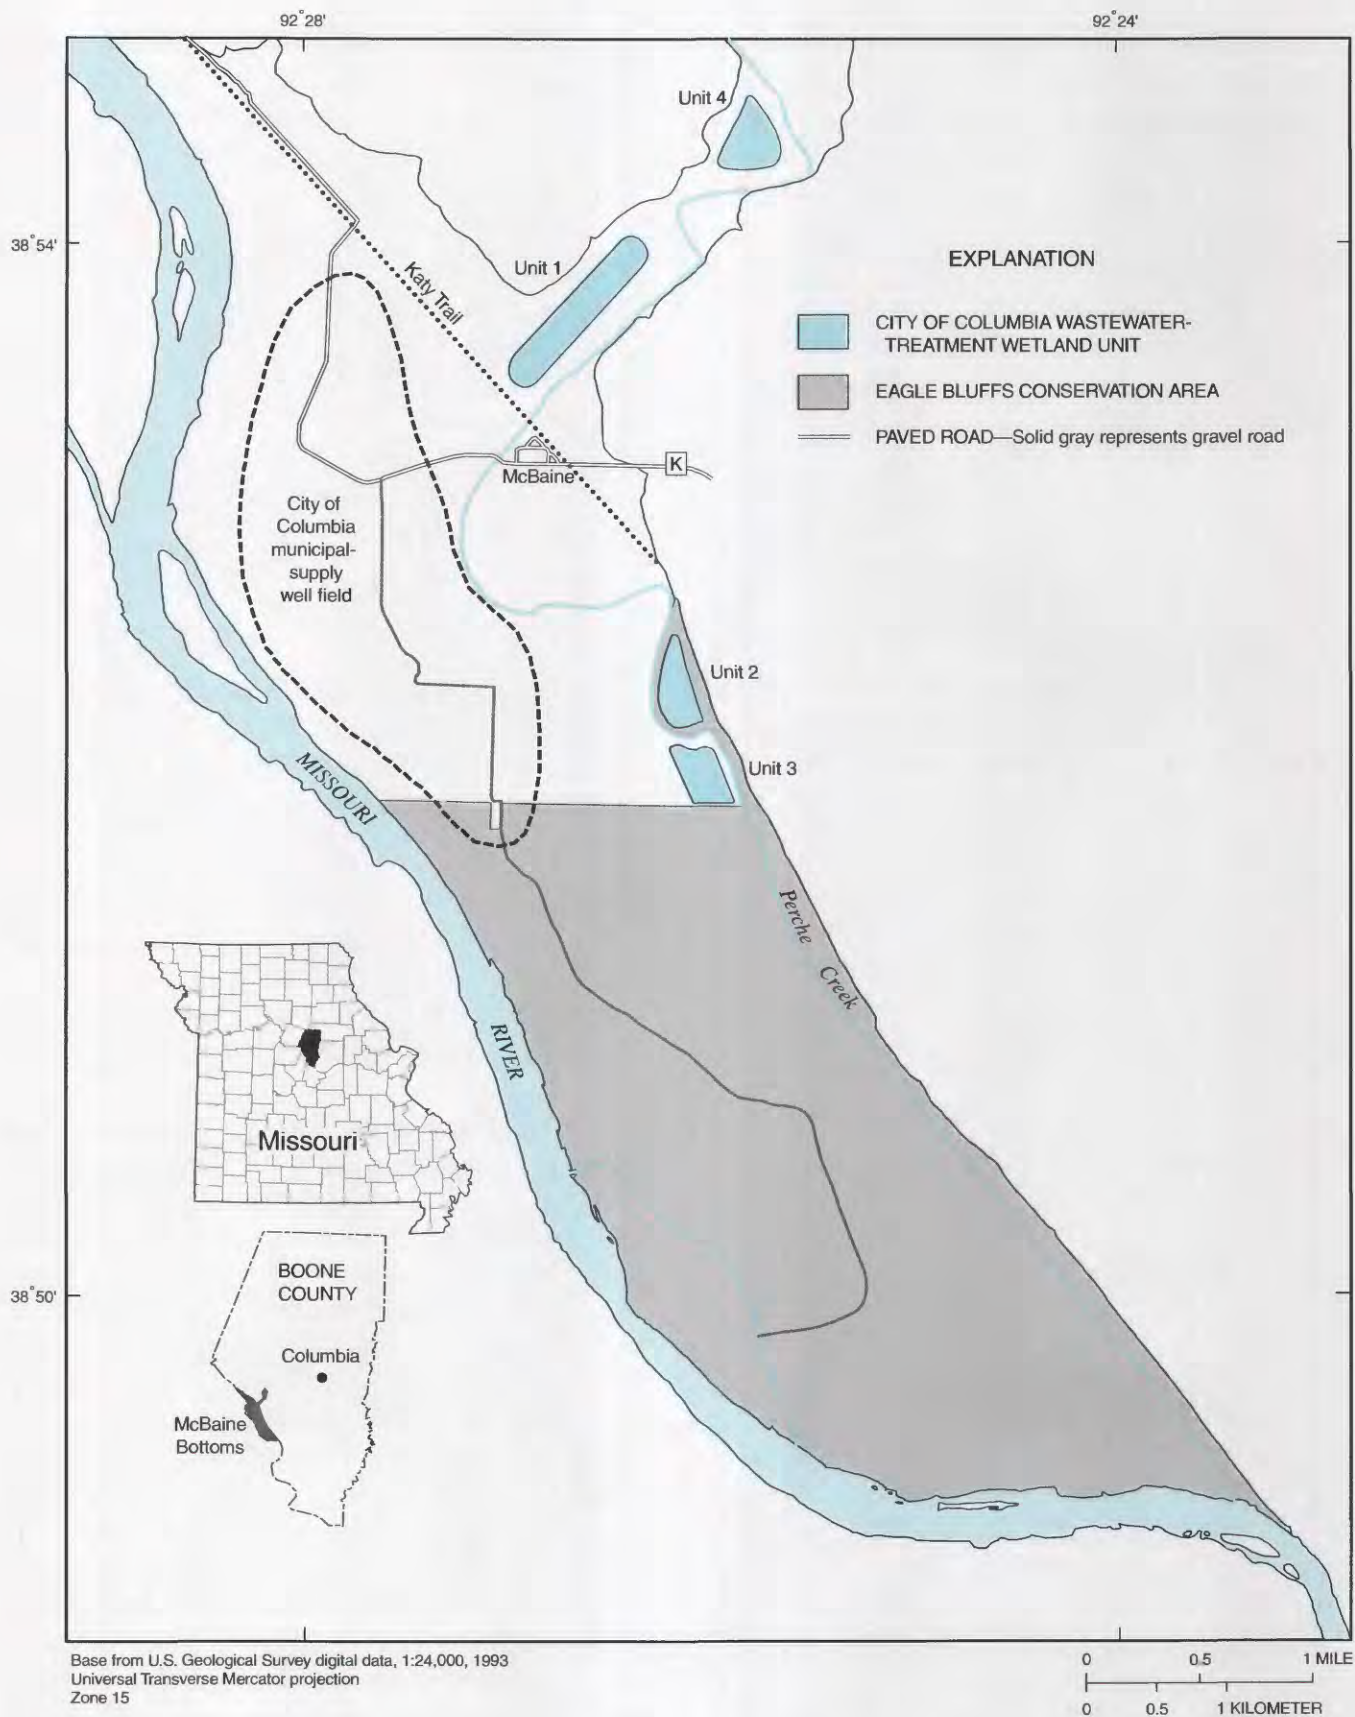 92°28'
92°24'
Unit 4
38°54'
Unit 1
Katy Trail
EXPLANATION
CITY OF COLUMBIA WASTEWATER-
TREATMENT WETLAND UNIT
EAGLE BLUFFS CONSERVATION AREA
PAVED ROAD—Solid gray represents gravel road
K
McBaine
City of
Columbia
municipal-
supply
well field
Unit 2
Unit 3
MISSOURI
RIVER
Perche
Creek
Missouri
38°50'
BOONE
COUNTY
Columbia
McBaine
Bottoms
Base from U.S. Geological Survey digital data, 1:24,000, 1993
Universal Transverse Mercator projection
Zone 15
0 0.5 1 MILE
0 0.5 1 KILOMETER